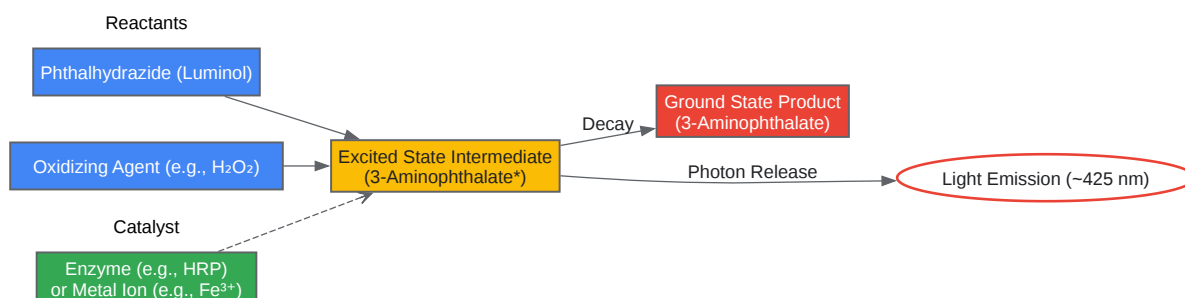 Reactants
Phthalhydrazide (Luminol)
Oxidizing Agent (e.g., H₂O₂)
Catalyst
Enzyme (e.g., HRP)
or Metal Ion (e.g., Fe³⁺)
Excited State Intermediate
(3-Aminophthalate*)
Decay
Ground State Product
(3-Aminophthalate)
Photon Release
Light Emission (~425 nm)